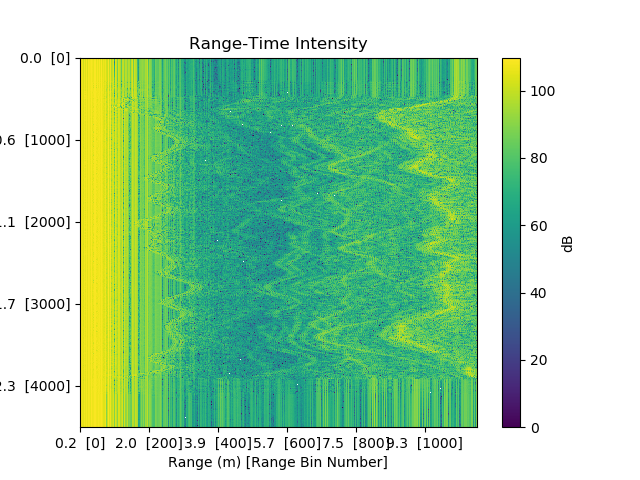 Range-Time Intensity
0.0 [0]
0.6 [1000]
1.1 [2000]
1.7 [3000]
2.3 [4000]
0.2 [0] 2.0 [200] 3.9 [400] 5.7 [600] 7.5 [800] 9.3 [1000]
Range (m) [Range Bin Number]
100
80
60
40
20
0
dB